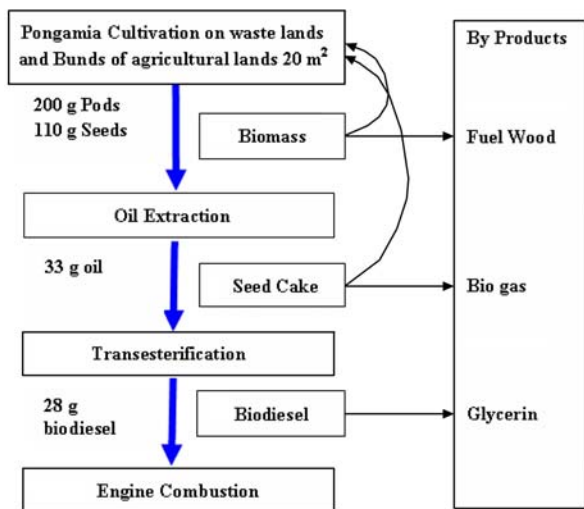 Pongamia Cultivation on waste lands
and Bunds of agricultural lands 20 m²
By Products
200 g Pods
110 g Seeds
Biomass
Fuel Wood
Oil Extraction
33 g oil
Seed Cake
Bio gas
Transesterification
28 g
biodiesel
Biodiesel
Glycerin
Engine Combustion